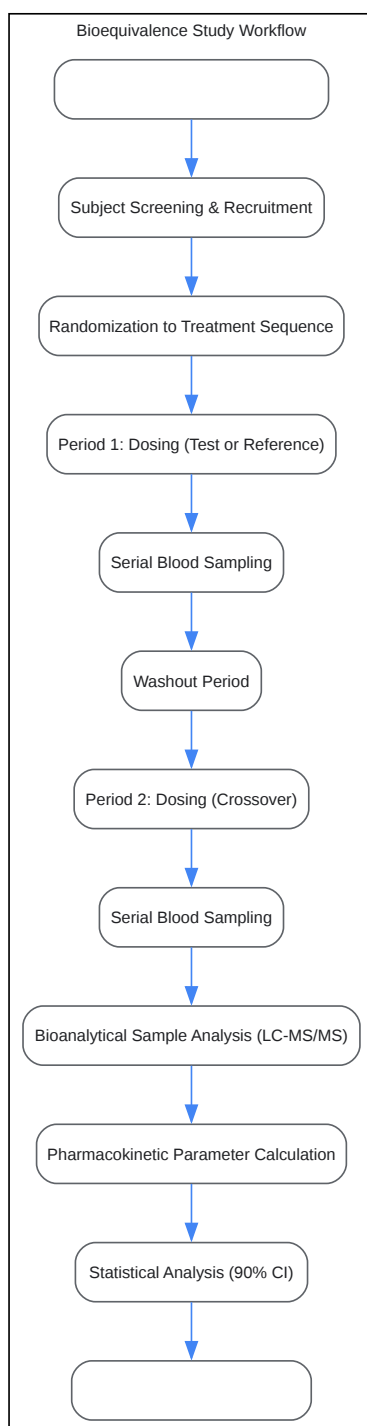 Bioequivalence Study Workflow
Subject Screening & Recruitment
Randomization to Treatment Sequence
Period 1: Dosing (Test or Reference)
Serial Blood Sampling
Washout Period
Period 2: Dosing (Crossover)
Serial Blood Sampling
Bioanalytical Sample Analysis (LC-MS/MS)
Pharmacokinetic Parameter Calculation
Statistical Analysis (90% CI)